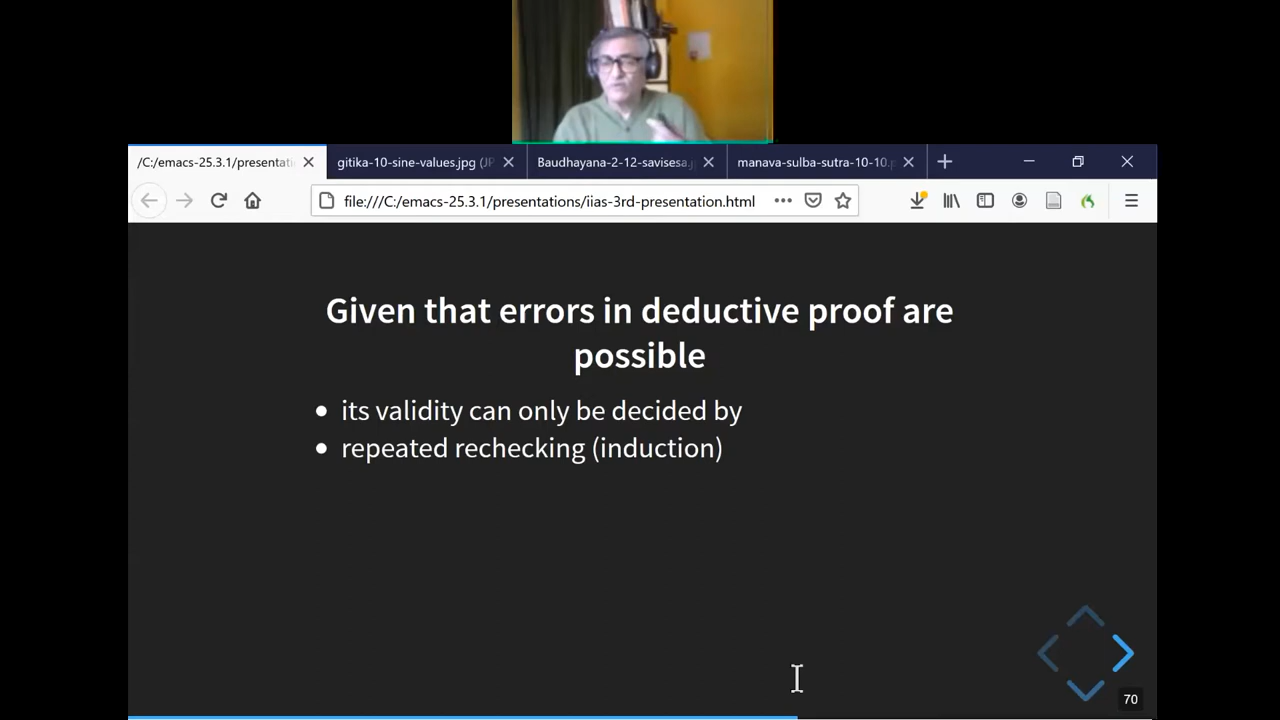 /C:/emacs-25.3.1/presentati
gitika-10-sine-values.jpg (JP
Baudhayana-2-12-savisesa.j
manava-sulba-sutra-10-10.p
file:///C:/emacs-25.3.1/presentations/iias-3rd-presentation.html
Given that errors in deductive proof are
possible
its validity can only be decided by
repeated rechecking (induction)
70